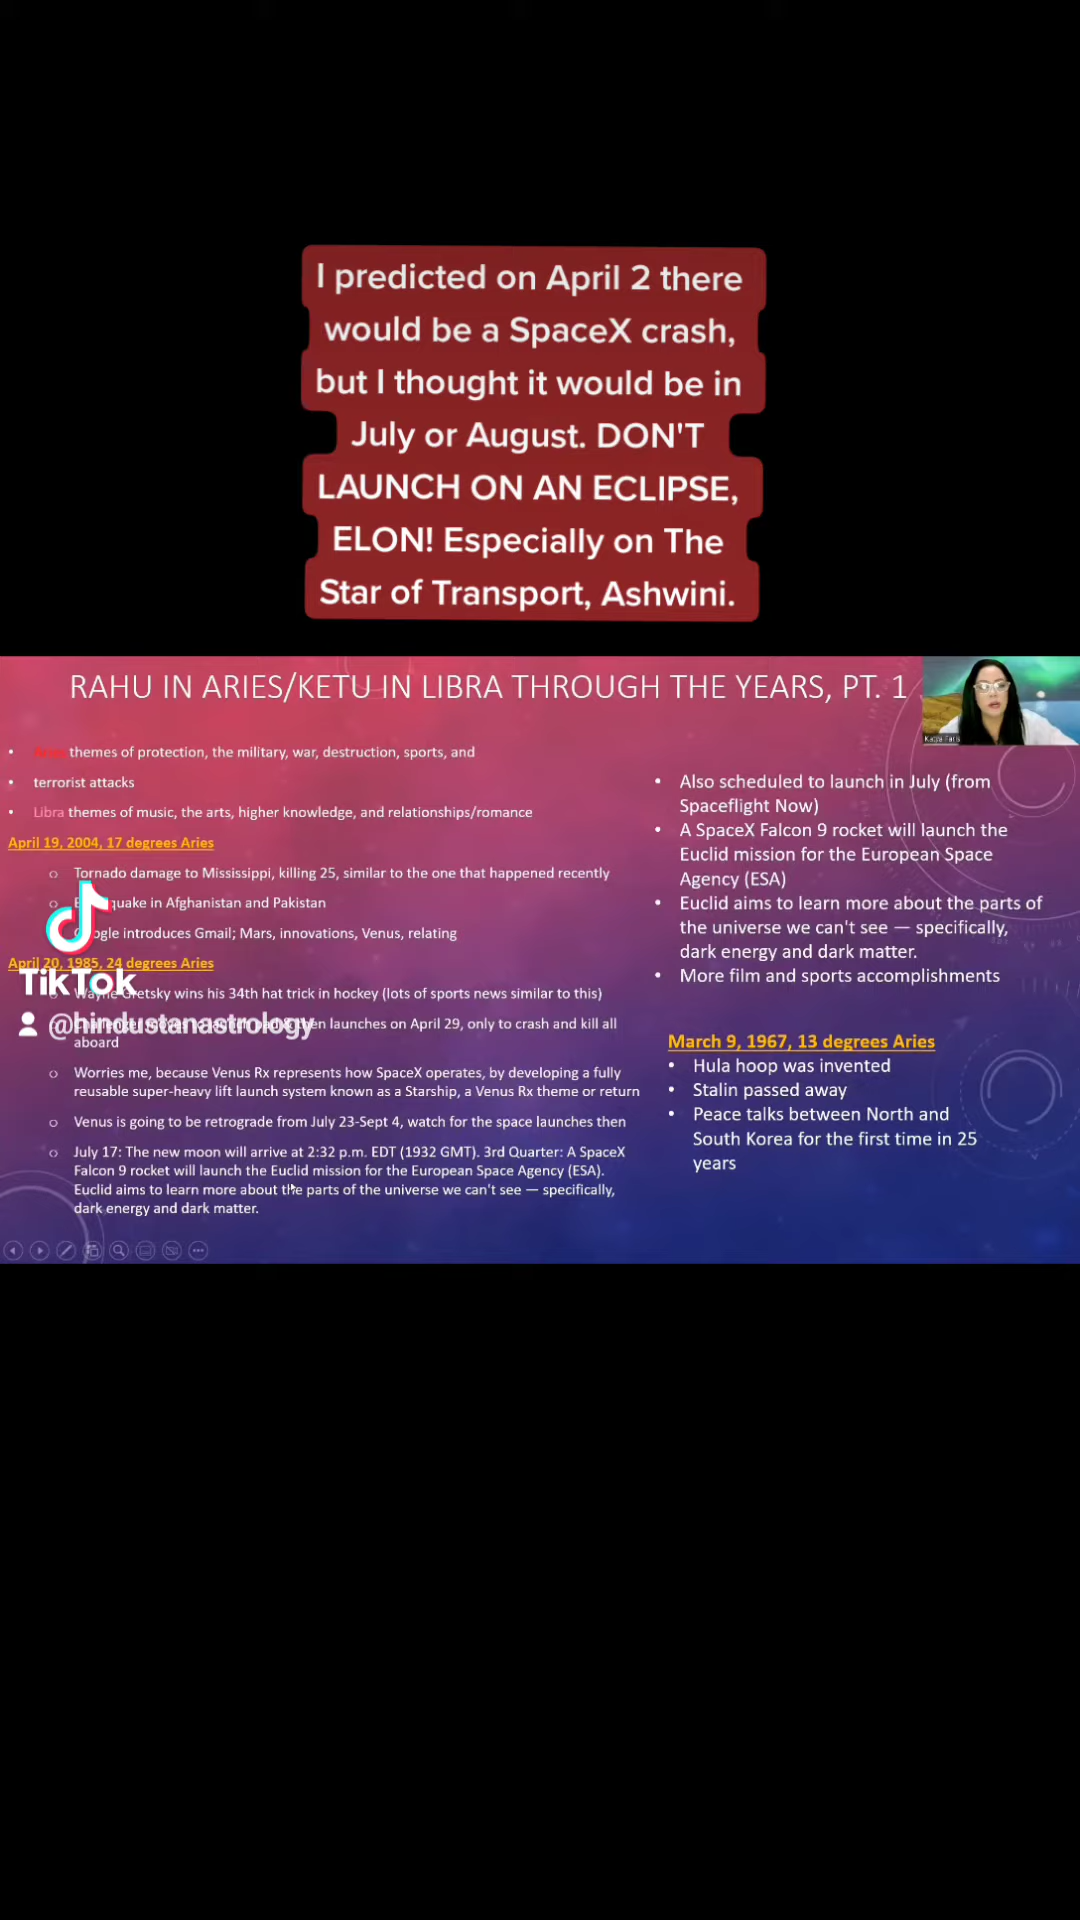 I predicted on April 2 there
would be a SpaceX crash,
but I thought it would be in
July or August. DON'T
LAUNCH ON AN ECLIPSE,
ELON! Especially on The
Star of Transport, Ashwini.
RAHU IN ARIES/KETU IN LIBRA THROUGH THE YEARS, PT. 1
themes of protection, the military, war, destruction, sports, and
terrorist attacks
Libra themes of music, the arts, higher knowledge, and relationships/romance
April 19, 2004, 17 degrees Aries
Tornado damage to Mississippi, killing 25, similar to the one that happened recently
in Afghanistan and Pakistan
introduces Gmail; Mars, innovations, Venus, relating
April 20, 1985, 24 degrees Aries
Wayne Gretsky wins his 34th hat trick in hockey (lots of sports news similar to this)
then launches on April 29, only to crash and kill all
aboard
Worries me, because Venus Rx represents how SpaceX operates, by developing a fully
reusable super-heavy lift launch system known as a Starship, a Venus Rx theme or return
Venus is going to be retrograde from July 23-Sept 4, watch for the space launches then
July 17: The new moon will arrive at 2:32 p.m. EDT (1932 GMT). 3rd Quarter: A SpaceX
Falcon 9 rocket will launch the Euclid mission for the European Space Agency (ESA).
Euclid aims to learn more about the parts of the universe we can't see — specifically,
dark energy and dark matter.
TikTok
@hindustanastrology
Also scheduled to launch in July (from
Spaceflight Now)
A SpaceX Falcon 9 rocket will launch the
Euclid mission for the European Space
Agency (ESA)
Euclid aims to learn more about the parts of
the universe we can't see — specifically,
dark energy and dark matter.
More film and sports accomplishments
March 9, 1967, 13 degrees Aries
Hula hoop was invented
Stalin passed away
Peace talks between North and
South Korea for the first time in 25
years